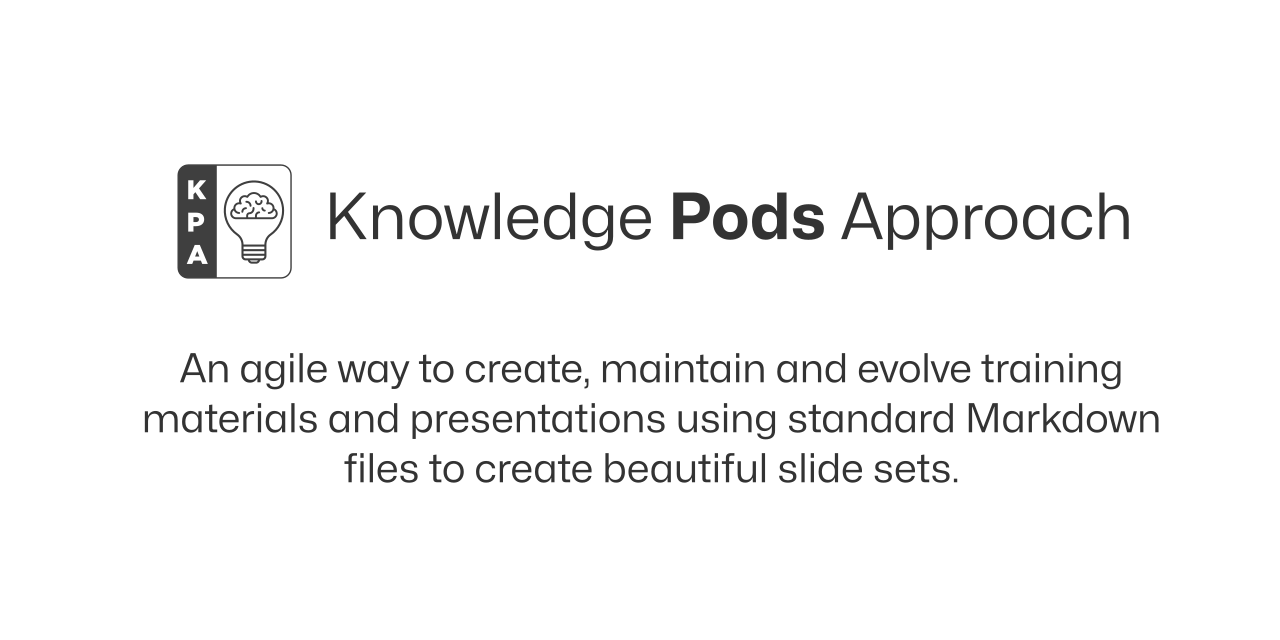 K
P
A
Knowledge Pods Approach
An agile way to create, maintain and evolve training
materials and presentations using standard Markdown
files to create beautiful slide sets.